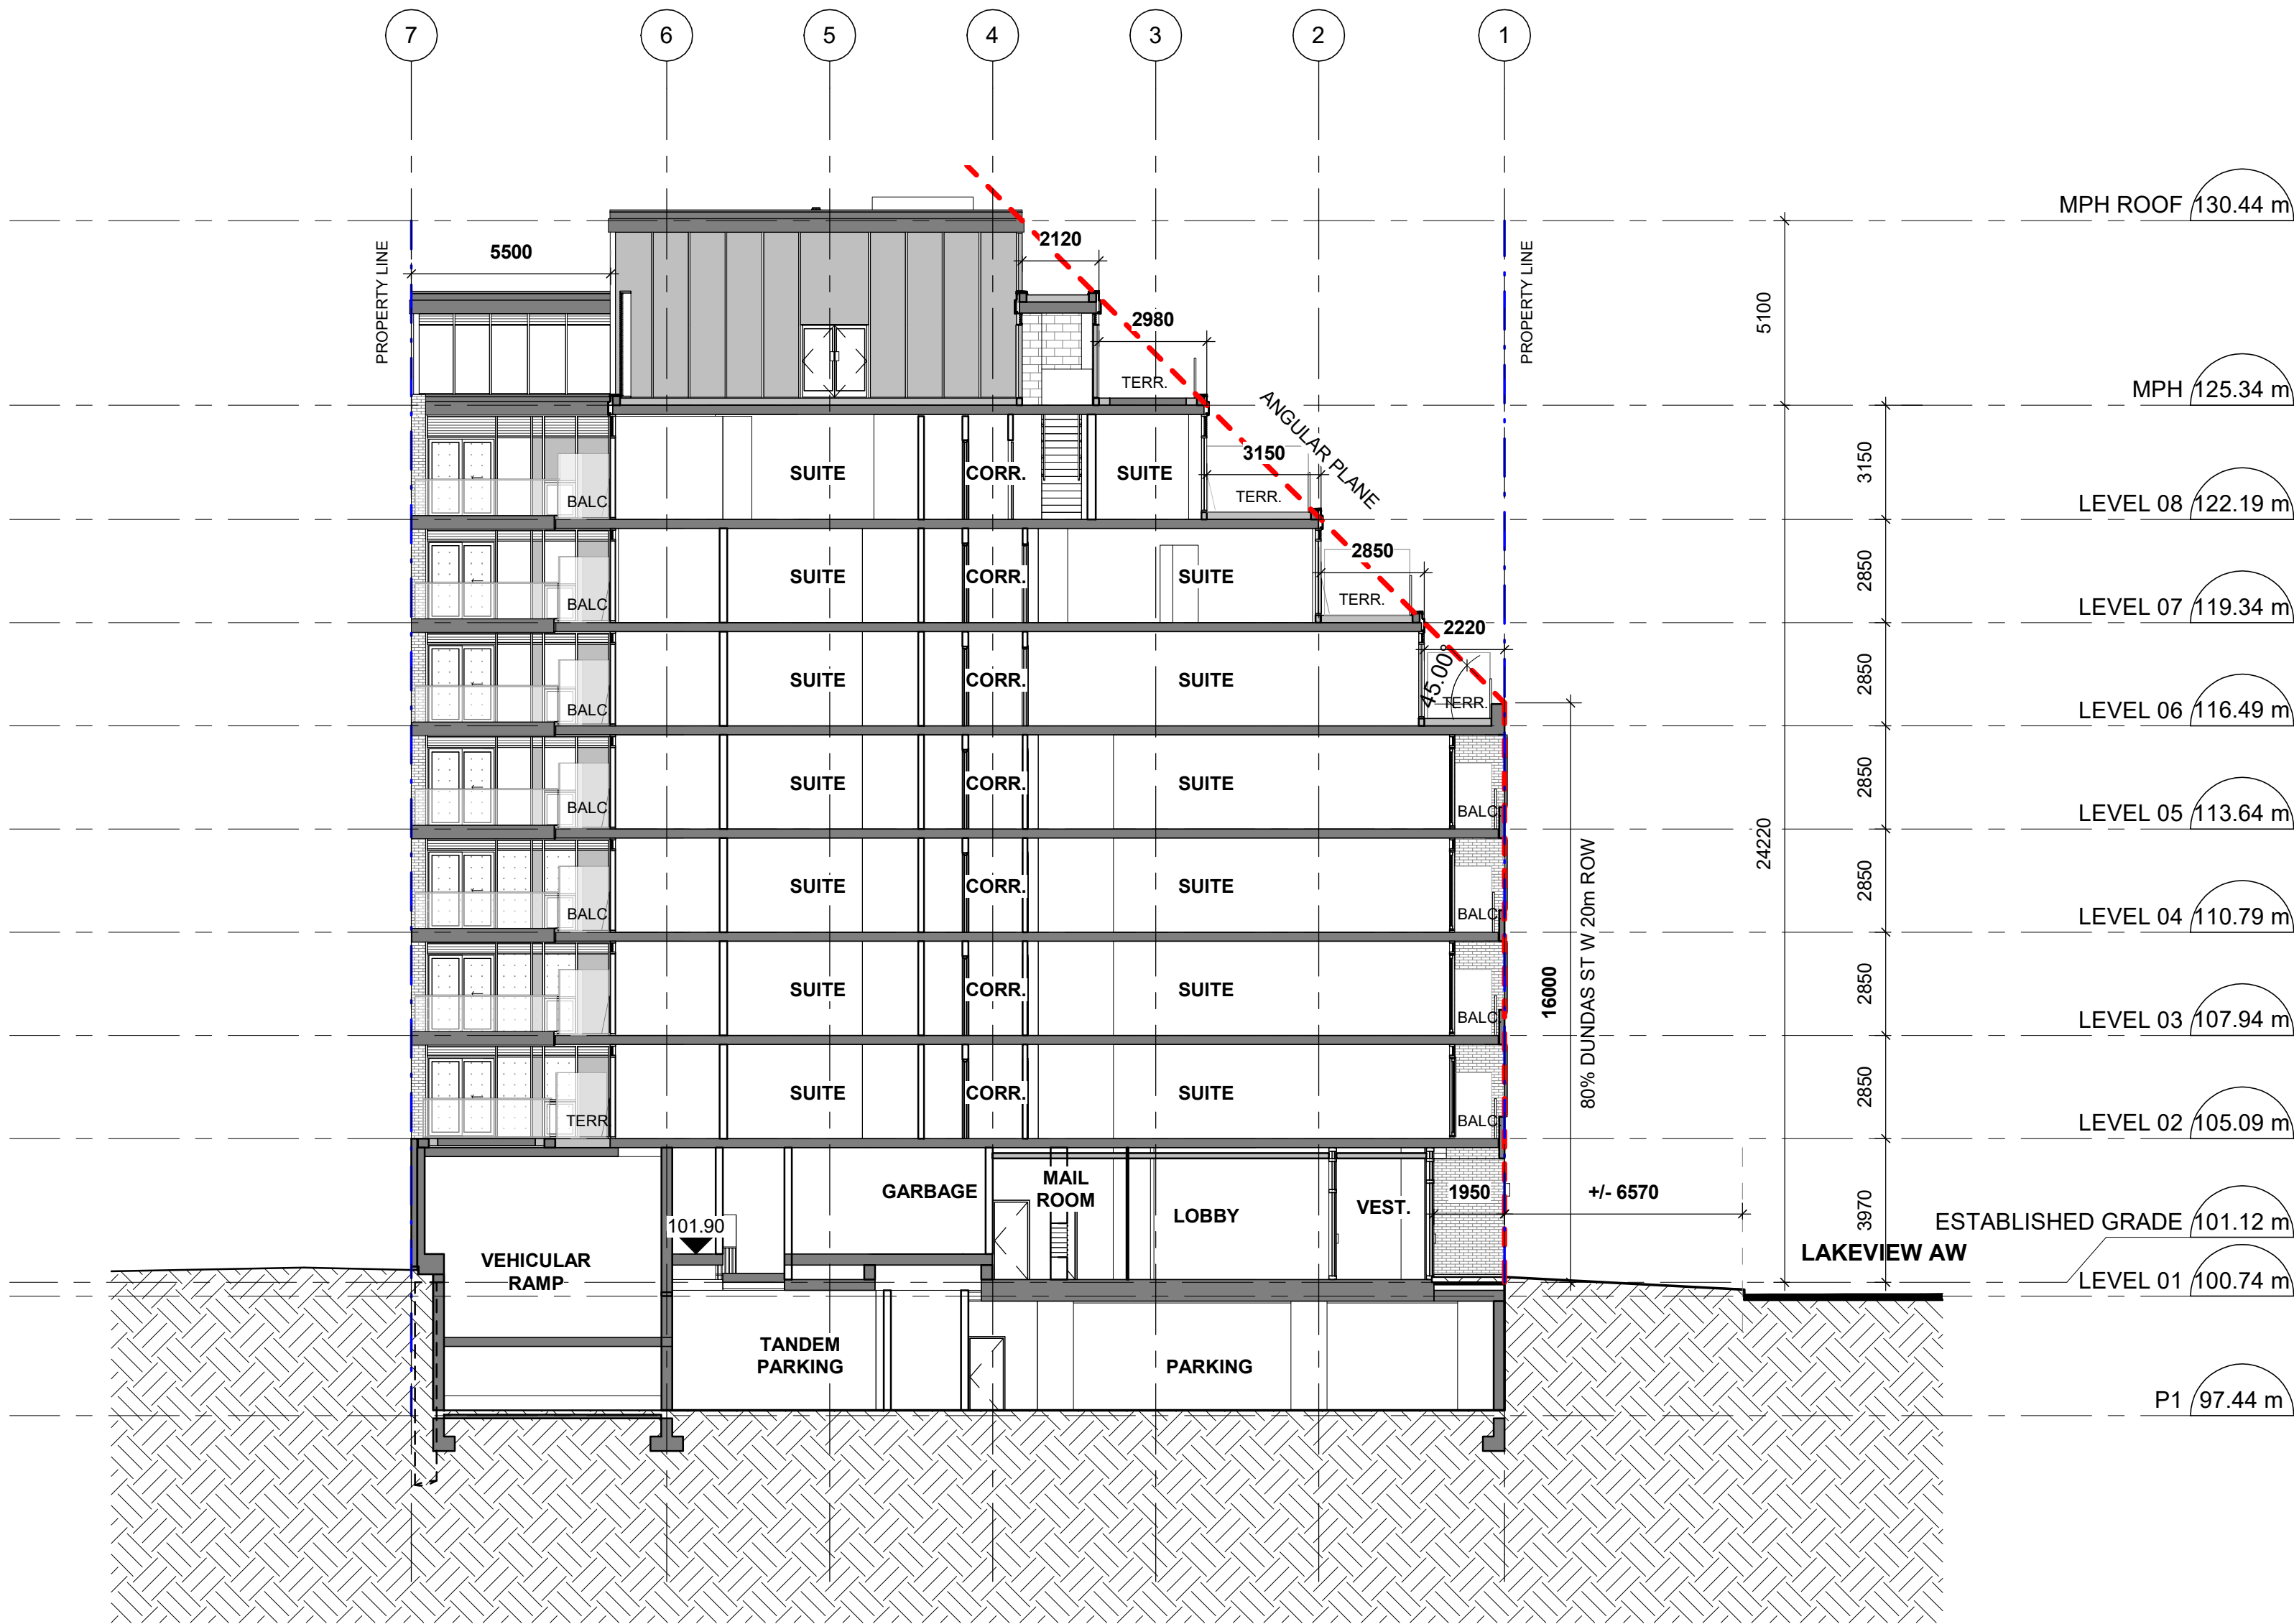 7
6
5
4
3
2
1
MPH ROOF 130.44 m
PROPERTY LINE
5500
2120
PROPERTY LINE
5100
2980
TERR.
MPH 125.34 m
ANGULAR PLANE
SUITE
CORR.
SUITE
3150
TERR.
BALC
3150
LEVEL 08 122.19 m
SUITE
CORR.
SUITE
2850
TERR.
BALC
2850
LEVEL 07 119.34 m
SUITE
CORR.
SUITE
2220
45.00°
TERR.
BALC
2850
LEVEL 06 116.49 m
SUITE
CORR.
SUITE
BALC
BALC
2850
LEVEL 05 113.64 m
24220
SUITE
CORR.
SUITE
BALC
BALC
2850
LEVEL 04 110.79 m
80% DUNDAS ST W 20m ROW
16000
SUITE
CORR.
SUITE
BALC
BALC
2850
LEVEL 03 107.94 m
SUITE
CORR.
SUITE
TERR.
BALC
2850
LEVEL 02 105.09 m
GARBAGE
MAIL
ROOM
LOBBY
VEST.
1950
+/- 6570
3970
101.90
ESTABLISHED GRADE 101.12 m
LAKEVIEW AW
VEHICULAR
RAMP
LEVEL 01 100.74 m
TANDEM
PARKING
PARKING
P1 97.44 m